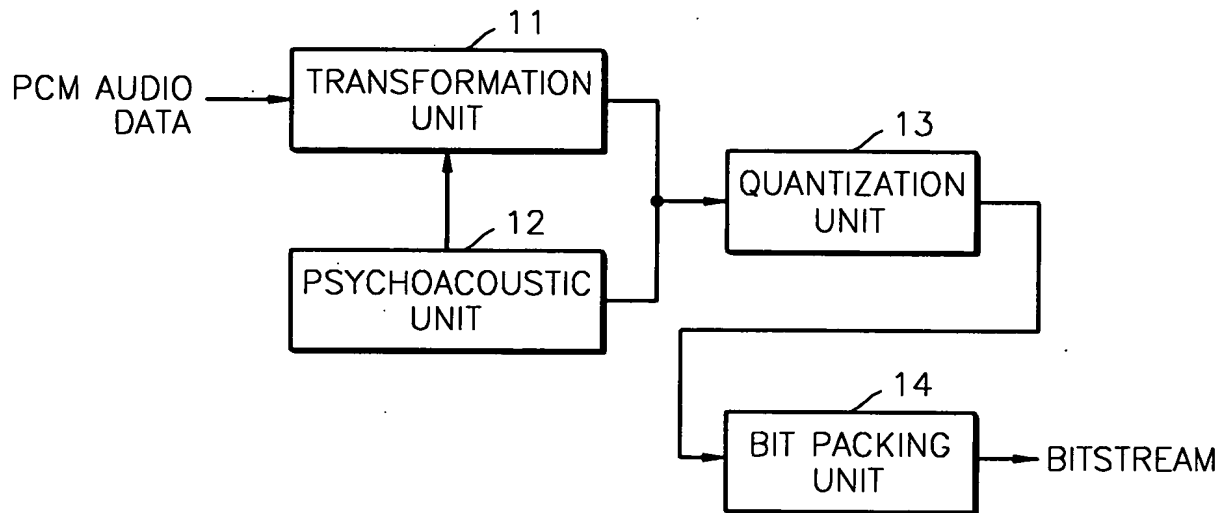 11
PCM AUDIO
DATA
TRANSFORMATION
UNIT
13
QUANTIZATION
UNIT
12
PSYCHOACOUSTIC
UNIT
14
BIT PACKING
UNIT
BITSTREAM